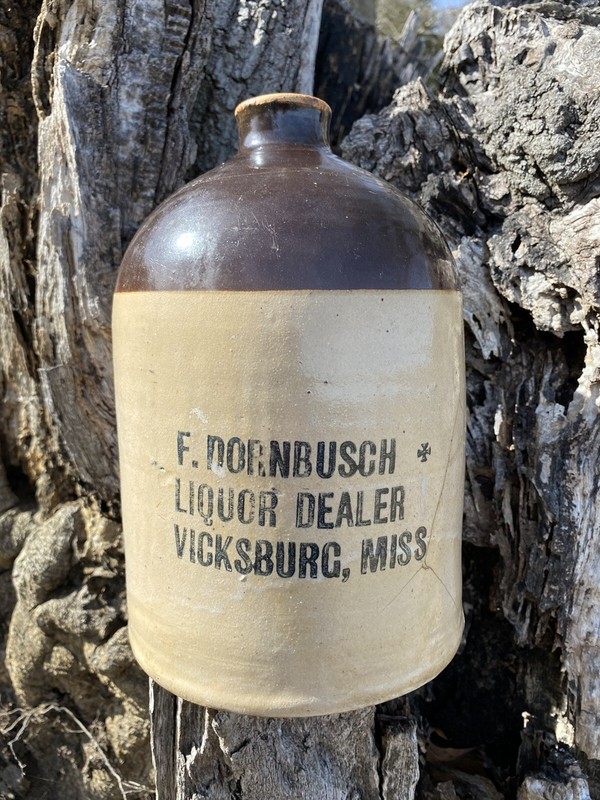 F. DORNBUSCH ✠
LIQUOR DEALER
VICKSBURG, MISS